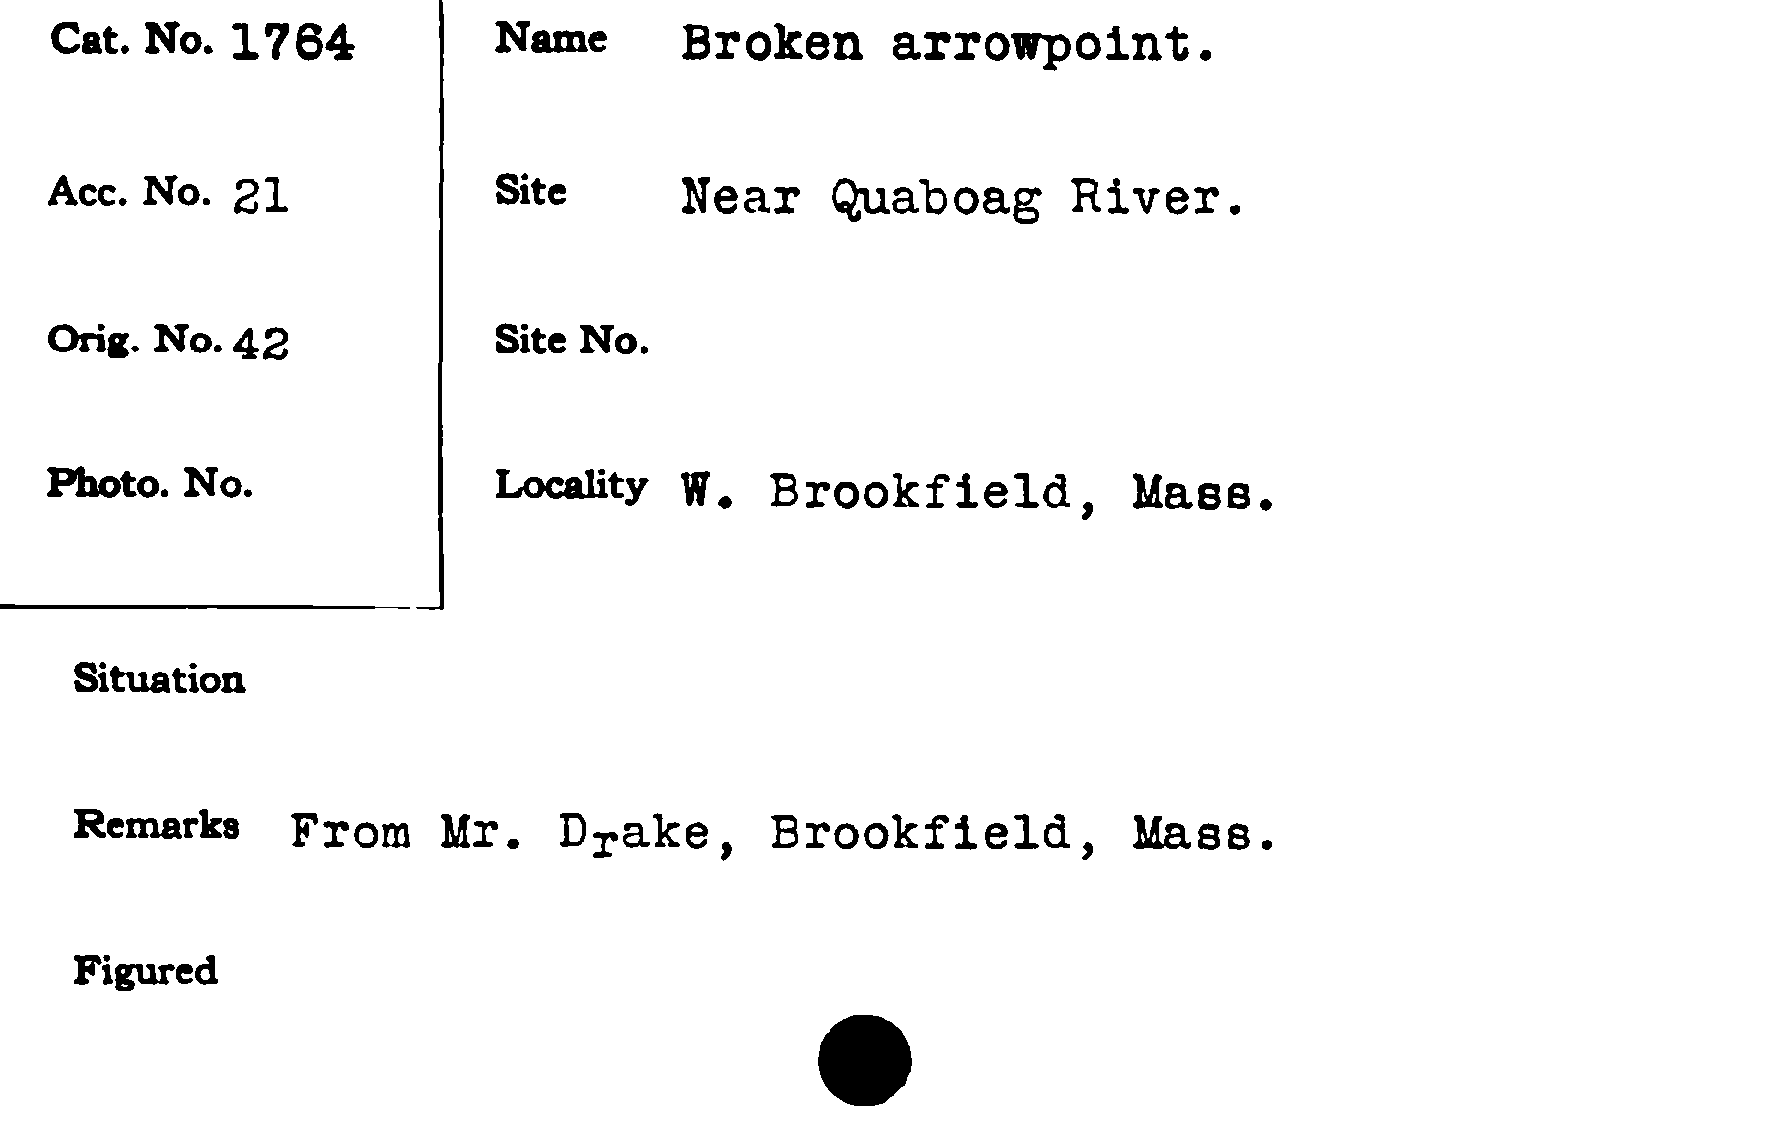 Cat. No. 1764
Name Broken arrowpoint.
Acc. No. 21
Site Near Quaboag River.
Orig. No. 42
Site No.
Photo. No.
Locality W. Brookfield, Mass.
Situation
Remarks From Mr. Drake, Brookfield, Mass.
Figured